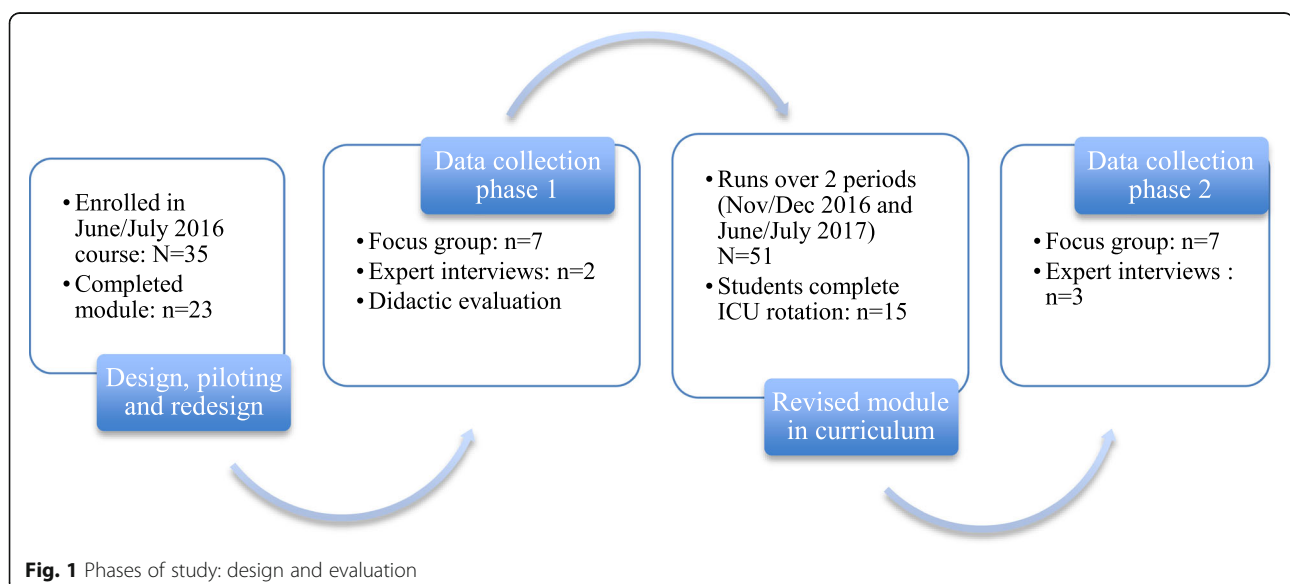 • Enrolled in
June/July 2016
course: N=35
• Completed
module: n=23
Design, piloting
and redesign
Data collection
phase 1
• Focus group: n=7
• Expert interviews: n=2
• Didactic evaluation
• Runs over 2 periods
(Nov/Dec 2016 and
June/July 2017)
N=51
• Students complete
ICU rotation: n=15
Revised module
in curriculum
Data collection
phase 2
• Focus group: n=7
• Expert interviews :
n=3
Fig. 1 Phases of study: design and evaluation